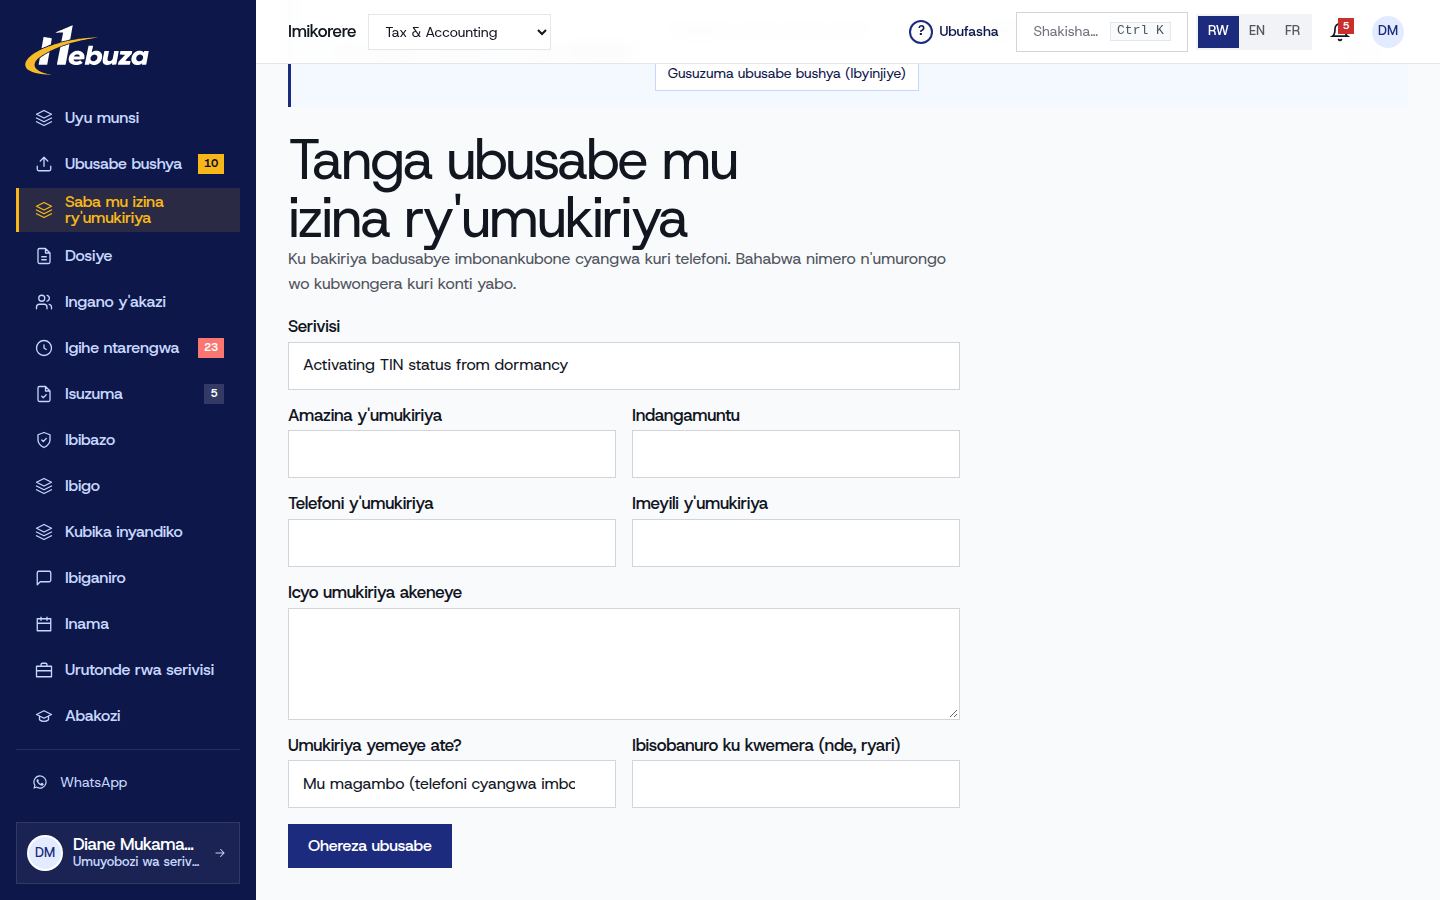 Hebuza
Uyu munsi
Ubusabe bushya 10
Saba mu izina
ry'umukiriya
Dosiye
Ingano y'akazi
Igihe ntarengwa 23
Isuzuma 5
Ibibazo
Ibigo
Kubika inyandiko
Ibiganiro
Inama
Urutonde rwa serivisi
Abakozi
WhatsApp
DM
Diane Mukama...
Umuyobozi wa seriv...
Imikorere Tax & Accounting
? Ubufasha
Shakisha... Ctrl K
RW EN FR
5
DM
Gusuzuma ubusabe bushya (Ibyinjiye)
Tanga ubusabe mu
izina ry'umukiriya
Ku bakiriya badusabye imbonankubone cyangwa kuri telefoni. Bahabwa nimero n'umurongo
wo kubwongera kuri konti yabo.
Serivisi
Activating TIN status from dormancy
Amazina y'umukiriya Indangamuntu
Telefoni y'umukiriya Imeyili y'umukiriya
Icyo umukiriya akeneye
Umukiriya yemeye ate? Ibisobanuro ku kwemera (nde, ryari)
Mu magambo (telefoni cyangwa
Ohereza ubusabe